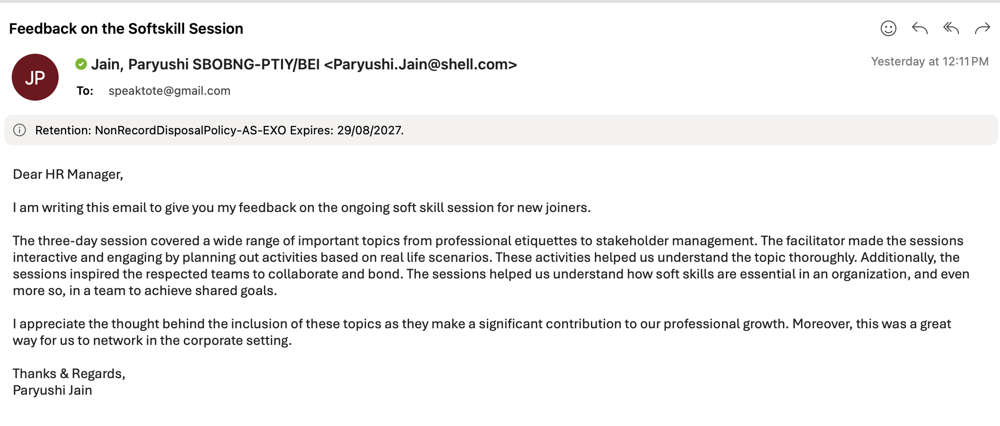 Feedback on the Softskill Session
JP
Jain, Paryushi SBOBNG-PTIY/BEI <Paryushi.Jain@shell.com>
Yesterday at 12:11 PM
To: speaktote@gmail.com
Retention: NonRecordDisposalPolicy-AS-EXO Expires: 29/08/2027.
Dear HR Manager,
I am writing this email to give you my feedback on the ongoing soft skill session for new joiners.
The three-day session covered a wide range of important topics from professional etiquettes to stakeholder management. The facilitator made the sessions
interactive and engaging by planning out activities based on real life scenarios. These activities helped us understand the topic thoroughly. Additionally, the
sessions inspired the respected teams to collaborate and bond. The sessions helped us understand how soft skills are essential in an organization, and even
more so, in a team to achieve shared goals.
I appreciate the thought behind the inclusion of these topics as they make a significant contribution to our professional growth. Moreover, this was a great
way for us to network in the corporate setting.
Thanks & Regards,
Paryushi Jain